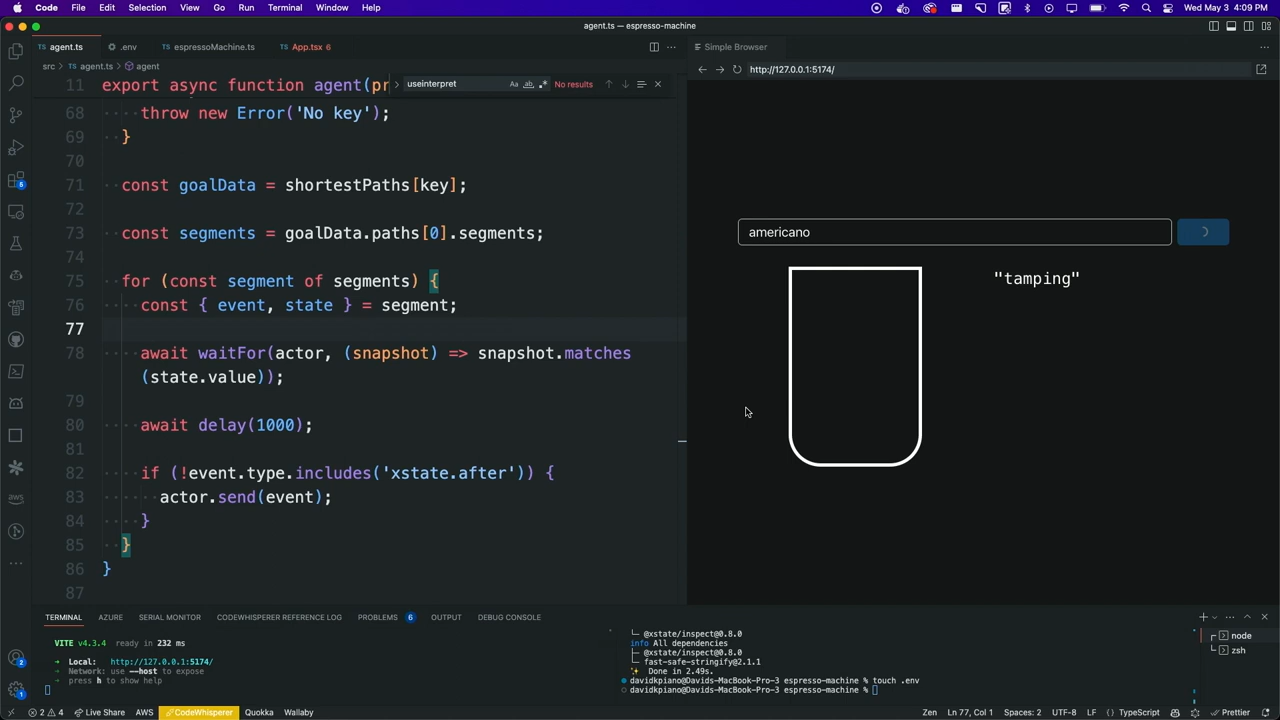 Code File Edit Selection View Go Run Terminal Window Help
Wed May 3 4:09 PM
agent.ts — espresso-machine
agent.ts
.env
TS espressoMachine.ts
App.tsx 6
Simple Browser
src > TS agent.ts > agent
http://127.0.0.1:5174/
useinterpret
Aa ab .* No results
11 export async function agent(pr
68 throw new Error('No key');
69 }
70
71 const goalData = shortestPaths[key];
72
73 const segments = goalData.paths[0].segments;
74
75 for (const segment of segments) {
76 const { event, state } = segment;
77
78 await waitFor(actor, (snapshot) => snapshot.matches
(state.value));
79
80 await delay(1000);
81
82 if (!event.type.includes('xstate.after')) {
83 actor.send(event);
84 }
85 }
86 }
87
americano
"tamping"
TERMINAL AZURE SERIAL MONITOR CODEWHISPERER REFERENCE LOG PROBLEMS 6 OUTPUT DEBUG CONSOLE
VITE v4.3.4 ready in 232 ms
➜ Local: http://127.0.0.1:5174/
➜ Network: use --host to expose
➜ press h to show help
└─ @xstate/inspect@0.8.0
info All dependencies
├─ @xstate/inspect@0.8.0
└─ fast-safe-stringify@2.1.1
✨ Done in 2.49s.
davidkpiano@Davids-MacBook-Pro-3 espresso-machine % touch .env
davidkpiano@Davids-MacBook-Pro-3 espresso-machine %
node
zsh
aws
5
2
1
2 4 Live Share AWS CodeWhisperer Quokka Wallaby
Zen Ln 77, Col 1 Spaces: 2 UTF-8 LF {} TypeScript Prettier